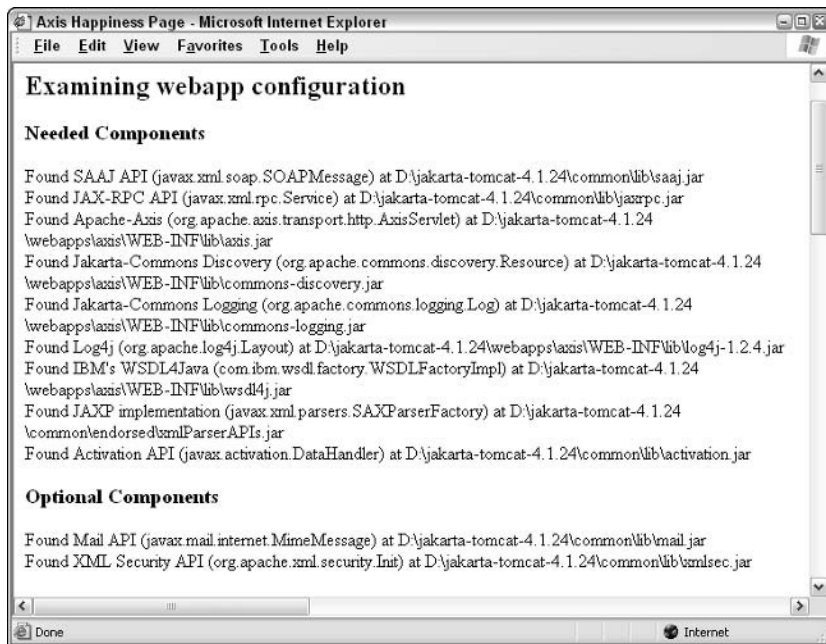 Axis Happiness Page - Microsoft Internet Explorer
File Edit View Favorites Tools Help
Examining webapp configuration
Needed Components
Found SAAJ API (javax.xml.soap.SOAPMessage) at D:\jakarta-tomcat-4.1.24\common\lib\saaj.jar
Found JAX-RPC API (javax.xml.rpc.Service) at D:\jakarta-tomcat-4.1.24\common\lib\jaxrpc.jar
Found Apache-Axis (org.apache.axis.transport.http.AxisServlet) at D:\jakarta-tomcat-4.1.24
\webapps\axis\WEB-INF\lib\axis.jar
Found Jakarta-Commons Discovery (org.apache.commons.discovery.Resource) at D:\jakarta-tomcat-4.1.24
\webapps\axis\WEB-INF\lib\commons-discovery.jar
Found Jakarta-Commons Logging (org.apache.commons.logging.Log) at D:\jakarta-tomcat-4.1.24
\webapps\axis\WEB-INF\lib\commons-logging.jar
Found Log4j (org.apache.log4j.Layout) at D:\jakarta-tomcat-4.1.24\webapps\axis\WEB-INF\lib\log4j-1.2.4.jar
Found IBM's WSDL4Java (com.ibm.wsdl.factory.WSDLFactoryImpl) at D:\jakarta-tomcat-4.1.24
\webapps\axis\WEB-INF\lib\wsdl4j.jar
Found JAXP implementation (javax.xml.parsers.SAXParserFactory) at D:\jakarta-tomcat-4.1.24
\common\endorsed\xmlParserAPIs.jar
Found Activation API (javax.activation.DataHandler) at D:\jakarta-tomcat-4.1.24\common\lib\activation.jar
Optional Components
Found Mail API (javax.mail.internet.MimeMessage) at D:\jakarta-tomcat-4.1.24\common\lib\mail.jar
Found XML Security API (org.apache.xml.security.Init) at D:\jakarta-tomcat-4.1.24\common\lib\xmlsec.jar
Done Internet